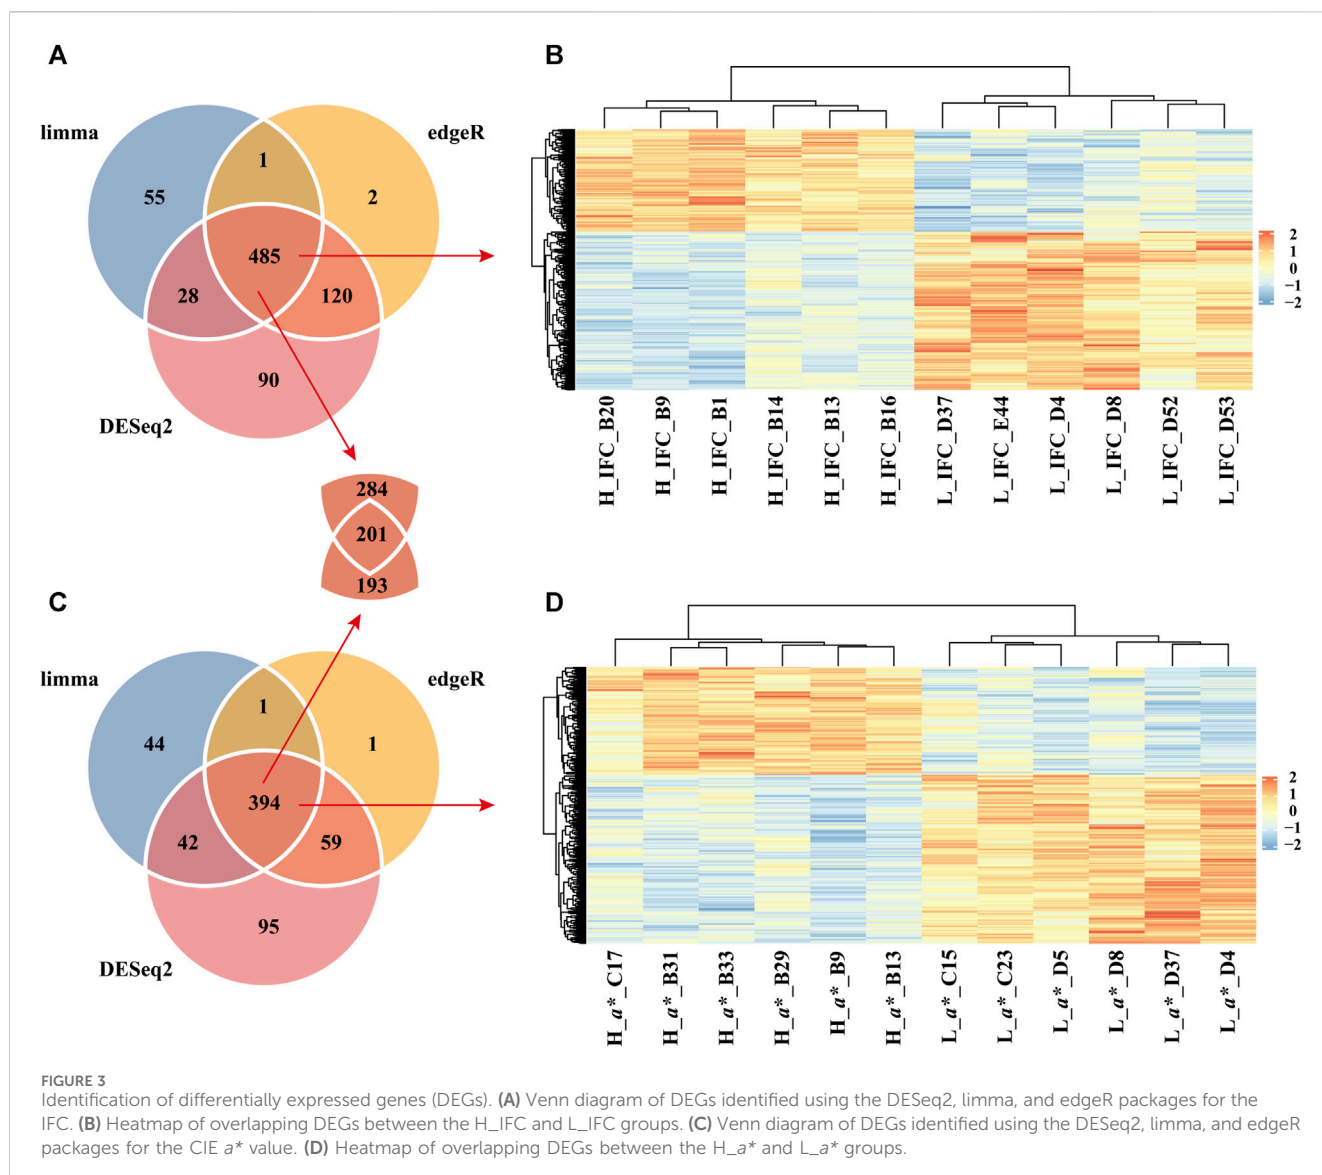 A
limma
edgeR
1
55
2
485
28
120
90
DESeq2
B
2
1
0
−1
−2
H_IFC_B20
H_IFC_B9
H_IFC_B1
H_IFC_B14
H_IFC_B13
H_IFC_B16
L_IFC_D37
L_IFC_E44
L_IFC_D4
L_IFC_D8
L_IFC_D52
L_IFC_D53
284
201
193
C
limma
edgeR
1
44
1
394
42
59
95
DESeq2
D
2
1
0
−1
−2
H_a*_C17
H_a*_B31
H_a*_B33
H_a*_B29
H_a*_B9
H_a*_B13
L_a*_C15
L_a*_C23
L_a*_D5
L_a*_D8
L_a*_D37
L_a*_D4
FIGURE 3
Identification of differentially expressed genes (DEGs). (A) Venn diagram of DEGs identified using the DESeq2, limma, and edgeR packages for the
IFC. (B) Heatmap of overlapping DEGs between the H_IFC and L_IFC groups. (C) Venn diagram of DEGs identified using the DESeq2, limma, and edgeR
packages for the CIE a* value. (D) Heatmap of overlapping DEGs between the H_a* and L_a* groups.